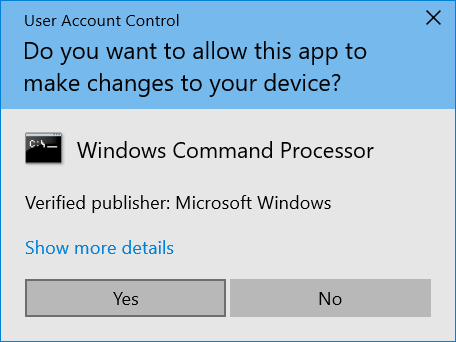 User Account Control
Do you want to allow this app to
make changes to your device?
C:\
Windows Command Processor
Verified publisher: Microsoft Windows
Show more details
Yes
No